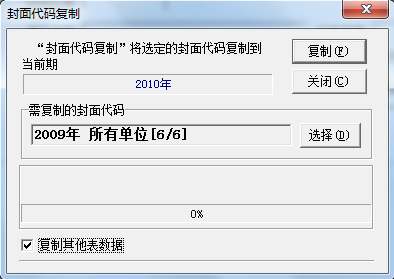 封面代码复制
“封面代码复制”将选定的封面代码复制到
当前期
复制(F)
2010年
关闭(C)
需复制的封面代码
2009年 所有单位[6/6]
选择(D)
0%
复制其他表数据